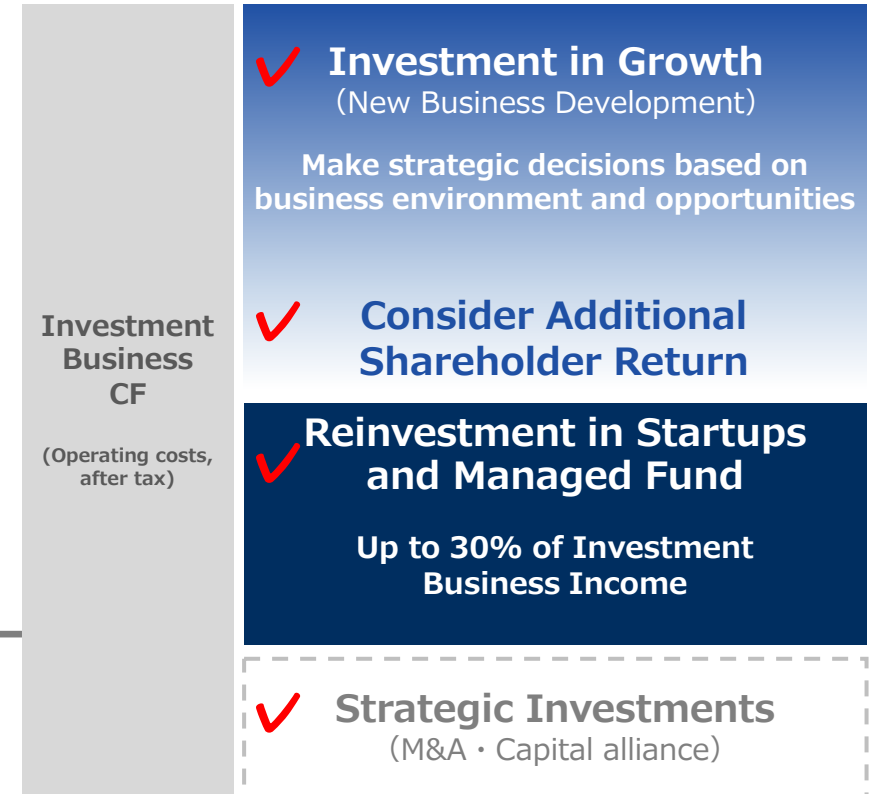 Investment
Business
CF
(Operating costs,
after tax)
Investment in Growth
（New Business Development）
Make strategic decisions based on
business environment and opportunities
Consider Additional
Shareholder Return
Reinvestment in Startups
and Managed Fund
Up to 30% of Investment
Business Income
Strategic Investments
（M&A・Capital alliance）